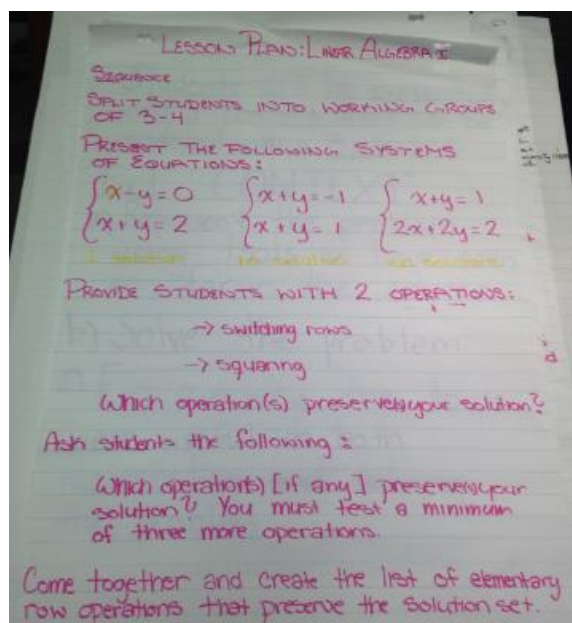 LESSON PLAN: LINEAR ALGEBRA I
SEQUENCE
SPLIT STUDENTS INTO WORKING GROUPS
OF 3-4
PRESENT THE FOLLOWING SYSTEMS
OF EQUATIONS:
{x-y=0 {x+y=-1 {x+y=1
{x+y=2 {x+y=1 {2x+2y=2
1 solution no solution ∞ solutions
PROVIDE STUDENTS WITH 2 OPERATIONS:
→ switching rows
→ squaring
Which operation(s) preserve(s) your solution?
Ask students the following:
Which operation(s) [if any] preserve(s) your
solution? You must test a minimum
of three more operations.
Come together and create the list of elementary
row operations that preserve the solution set.